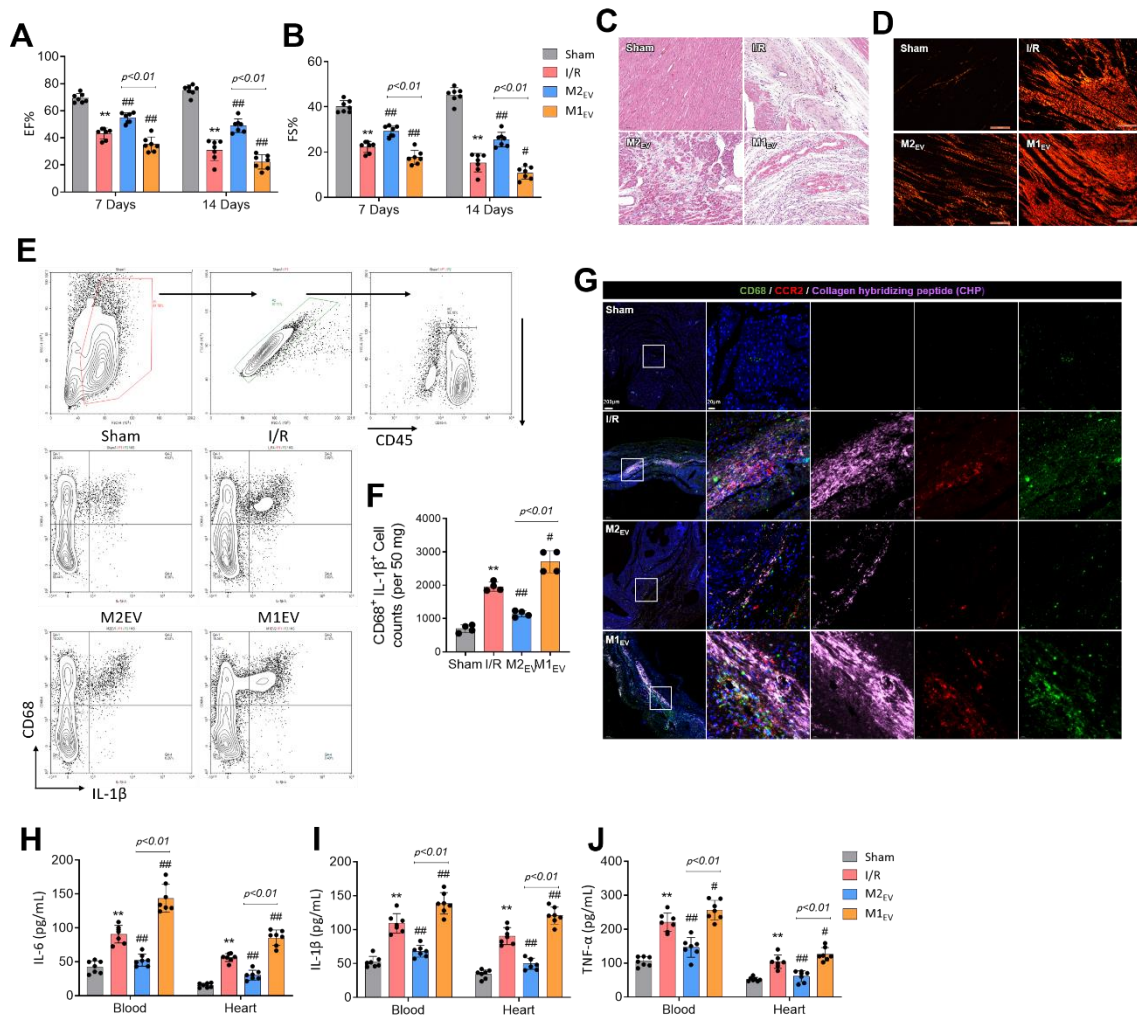 A
EF%
80
60
40
20
0
**
##
##
p<0.01
**
##
##
p<0.01
7 Days
14 Days
B
FS%
60
40
20
0
**
##
##
p<0.01
**
##
#
p<0.01
7 Days
14 Days
Sham
I/R
M2EV
M1EV
C
Sham
I/R
M2EV
M1EV
D
Sham
I/R
M2EV
M1EV
E
CD45
Sham
I/R
M2EV
M1EV
CD68
IL-1β
F
CD68+ IL-1β+ Cell
counts (per 50 mg)
4000
3000
2000
1000
0
**
##
#
p<0.01
Sham I/R M2EV M1EV
G
CD68 / CCR2 / Collagen hybridizing peptide (CHP)
Sham
200μm
20μm
I/R
M2EV
M1EV
H
IL-6 (pg/mL)
200
150
100
50
0
**
##
##
p<0.01
**
##
##
p<0.01
Blood
Heart
I
IL-1β (pg/mL)
200
150
100
50
0
**
##
##
p<0.01
**
##
##
p<0.01
Blood
Heart
J
TNF-α (pg/mL)
400
300
200
100
0
**
##
#
p<0.01
**
##
#
p<0.01
Blood
Heart
Sham
I/R
M2EV
M1EV